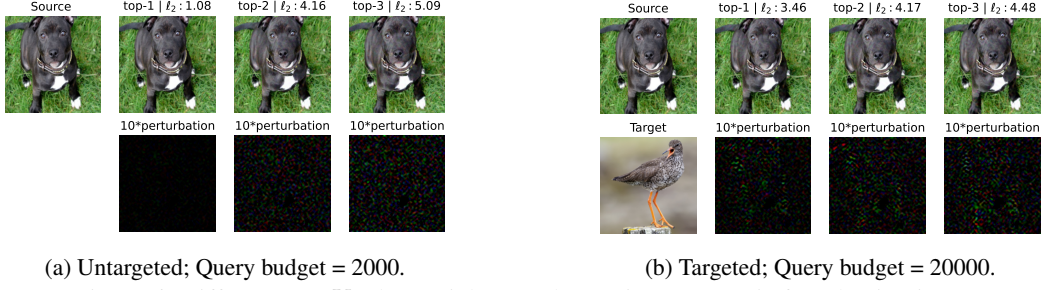 Source
top-1 | ℓ₂ : 1.08
top-2 | ℓ₂ : 4.16
top-3 | ℓ₂ : 5.09
10*perturbation
10*perturbation
10*perturbation
(a) Untargeted; Query budget = 2000.
Source
top-1 | ℓ₂ : 3.46
top-2 | ℓ₂ : 4.17
top-3 | ℓ₂ : 4.48
Target
10*perturbation
10*perturbation
10*perturbation
(b) Targeted; Query budget = 20000.